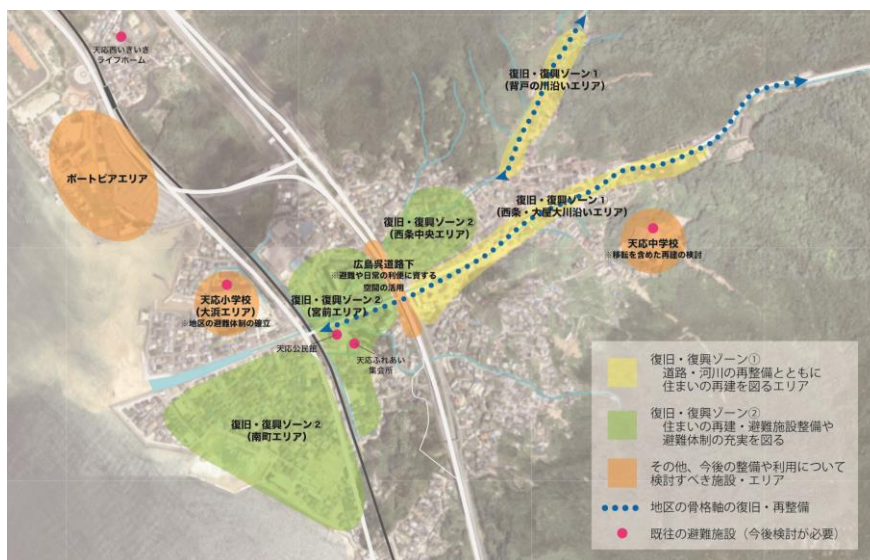 天応西いきいき
ライフホーム
復旧・復興ゾーン1
(背戸の川沿いエリア)
ポートピアエリア
復旧・復興ゾーン1
(西条・大屋大川沿いエリア)
復旧・復興ゾーン2
(西条中央エリア)
天応中学校
※移転を含めた再建の検討
広島呉道路下
※避難や日常の利便に資する
空間の活用
天応小学校
(大浜エリア)
※地区の避難体制の確立
復旧・復興ゾーン2
(宮前エリア)
天応公民館
天応ふれあい
集会所
復旧・復興ゾーン2
(南町エリア)
復旧・復興ゾーン①
道路・河川の再整備とともに
住まいの再建を図るエリア
復旧・復興ゾーン②
住まいの再建・避難施設整備や
避難体制の充実を図る
その他、今後の整備や利用について
検討すべき施設・エリア
地区の骨格軸の復旧・再整備
既往の避難施設（今後検討が必要）